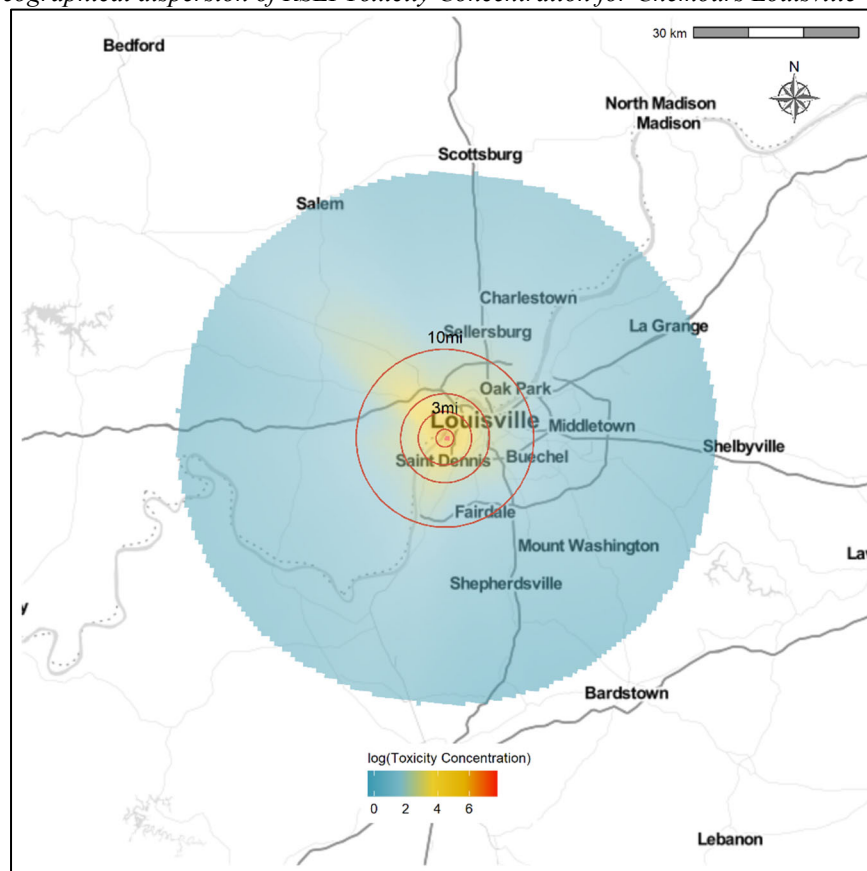 eographical dispersion of RSEI Toxicity Concentration for Chemours Louisville
30 km
Bedford
N
North Madison
Madison
Scottsburg
Salem
Charlestown
La Grange
Sellersburg
10mi
Oak Park
3mi
Louisville
Middletown
Shelbyville
Saint Dennis
Buechel
Fairdale
Mount Washington
Law
Shepherdsville
y
Bardstown
log(Toxicity Concentration)
0 2 4 6
Lebanon